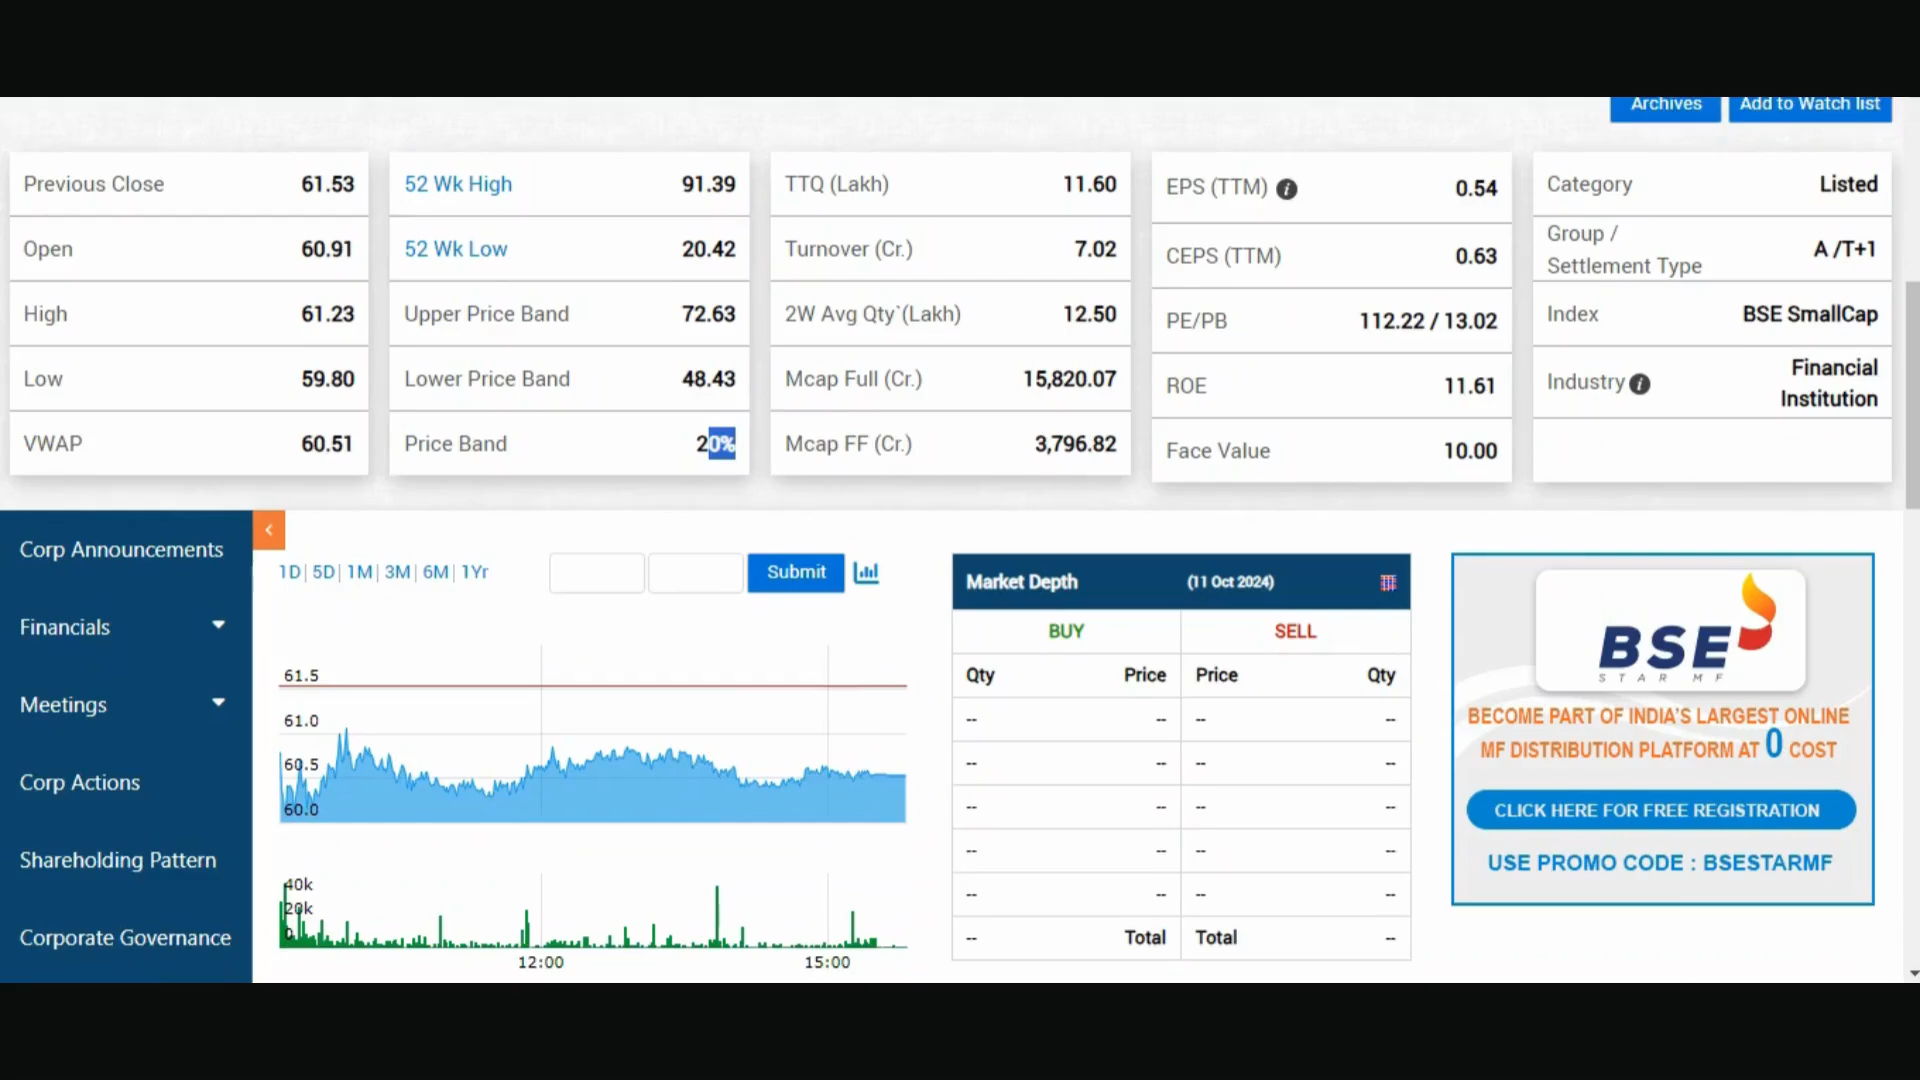 Archives Add to Watch list
Previous Close 61.53
Open 60.91
High 61.23
Low 59.80
VWAP 60.51
52 Wk High 91.39
52 Wk Low 20.42
Upper Price Band 72.63
Lower Price Band 48.43
Price Band 20%
TTQ (Lakh) 11.60
Turnover (Cr.) 7.02
2W Avg Qty`(Lakh) 12.50
Mcap Full (Cr.) 15,820.07
Mcap FF (Cr.) 3,796.82
EPS (TTM) i 0.54
CEPS (TTM) 0.63
PE/PB 112.22 / 13.02
ROE 11.61
Face Value 10.00
Category Listed
Group /
Settlement Type A /T+1
Index BSE SmallCap
Industry i Financial
Institution
Corp Announcements
Financials
Meetings
Corp Actions
Shareholding Pattern
Corporate Governance
1D| 5D| 1M| 3M| 6M| 1Yr Submit
61.5
61.0
60.5
60.0
40k
20k
0
12:00 15:00
Market Depth (11 Oct 2024)
BUY SELL
Qty Price Price Qty
-- -- -- --
-- -- -- --
-- -- -- --
-- -- -- --
-- -- -- --
-- Total Total --
BSE
STAR MF
BECOME PART OF INDIA'S LARGEST ONLINE
MF DISTRIBUTION PLATFORM AT 0 COST
CLICK HERE FOR FREE REGISTRATION
USE PROMO CODE : BSESTARMF